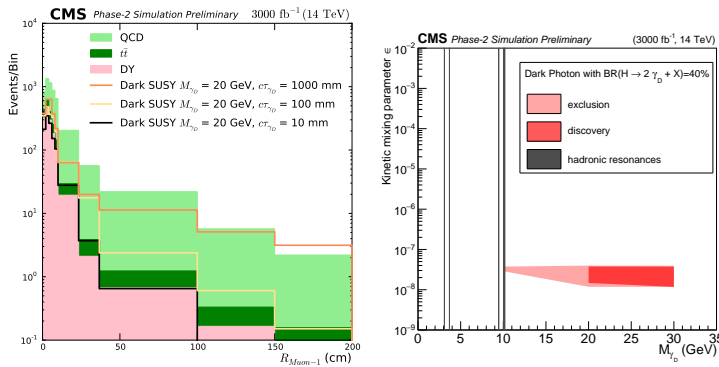 CMS Phase-2 Simulation Preliminary 3000 fb⁻¹ (14 TeV)
Events/Bin
10⁴
10³
10²
10¹
10⁰
10⁻¹
QCD
tt̄
DY
Dark SUSY M_γD = 20 GeV, cτ_γD = 1000 mm
Dark SUSY M_γD = 20 GeV, cτ_γD = 100 mm
Dark SUSY M_γD = 20 GeV, cτ_γD = 10 mm
0 50 100 150 200
R_Muon−1 (cm)
CMS Phase-2 Simulation Preliminary (3000 fb⁻¹, 14 TeV)
Kinetic mixing parameter ε
10⁻²
10⁻³
10⁻⁴
10⁻⁵
10⁻⁶
10⁻⁷
10⁻⁸
10⁻⁹
Dark Photon with BR(H → 2 γ_D + X)=40%
exclusion
discovery
hadronic resonances
0 5 10 15 20 25 30 35
M_γD (GeV)